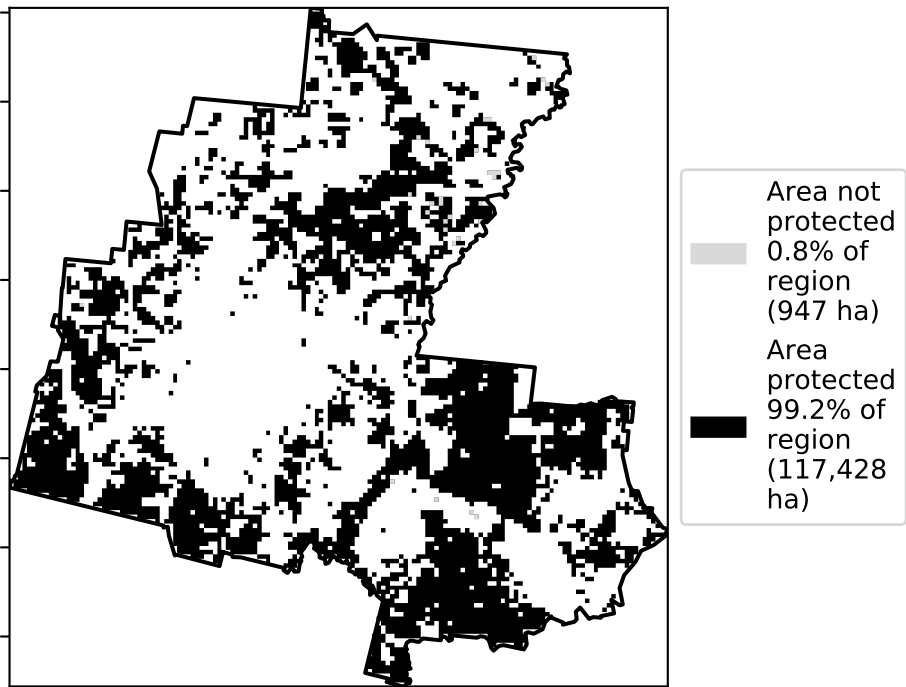 Area not
protected
0.8% of
region
(947 ha)
Area
protected
99.2% of
region
(117,428
ha)